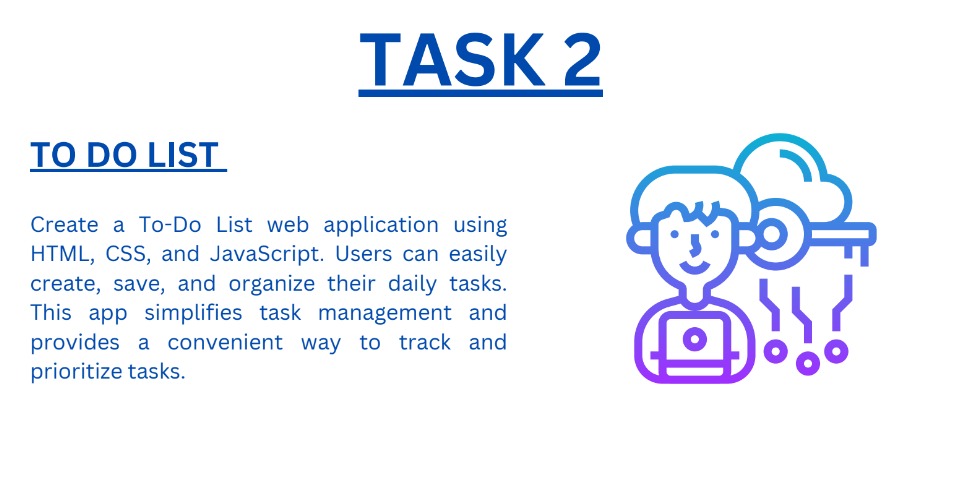 TASK 2
TO DO LIST
Create a To-Do List web application using
HTML, CSS, and JavaScript. Users can easily
create, save, and organize their daily tasks.
This app simplifies task management and
provides a convenient way to track and
prioritize tasks.